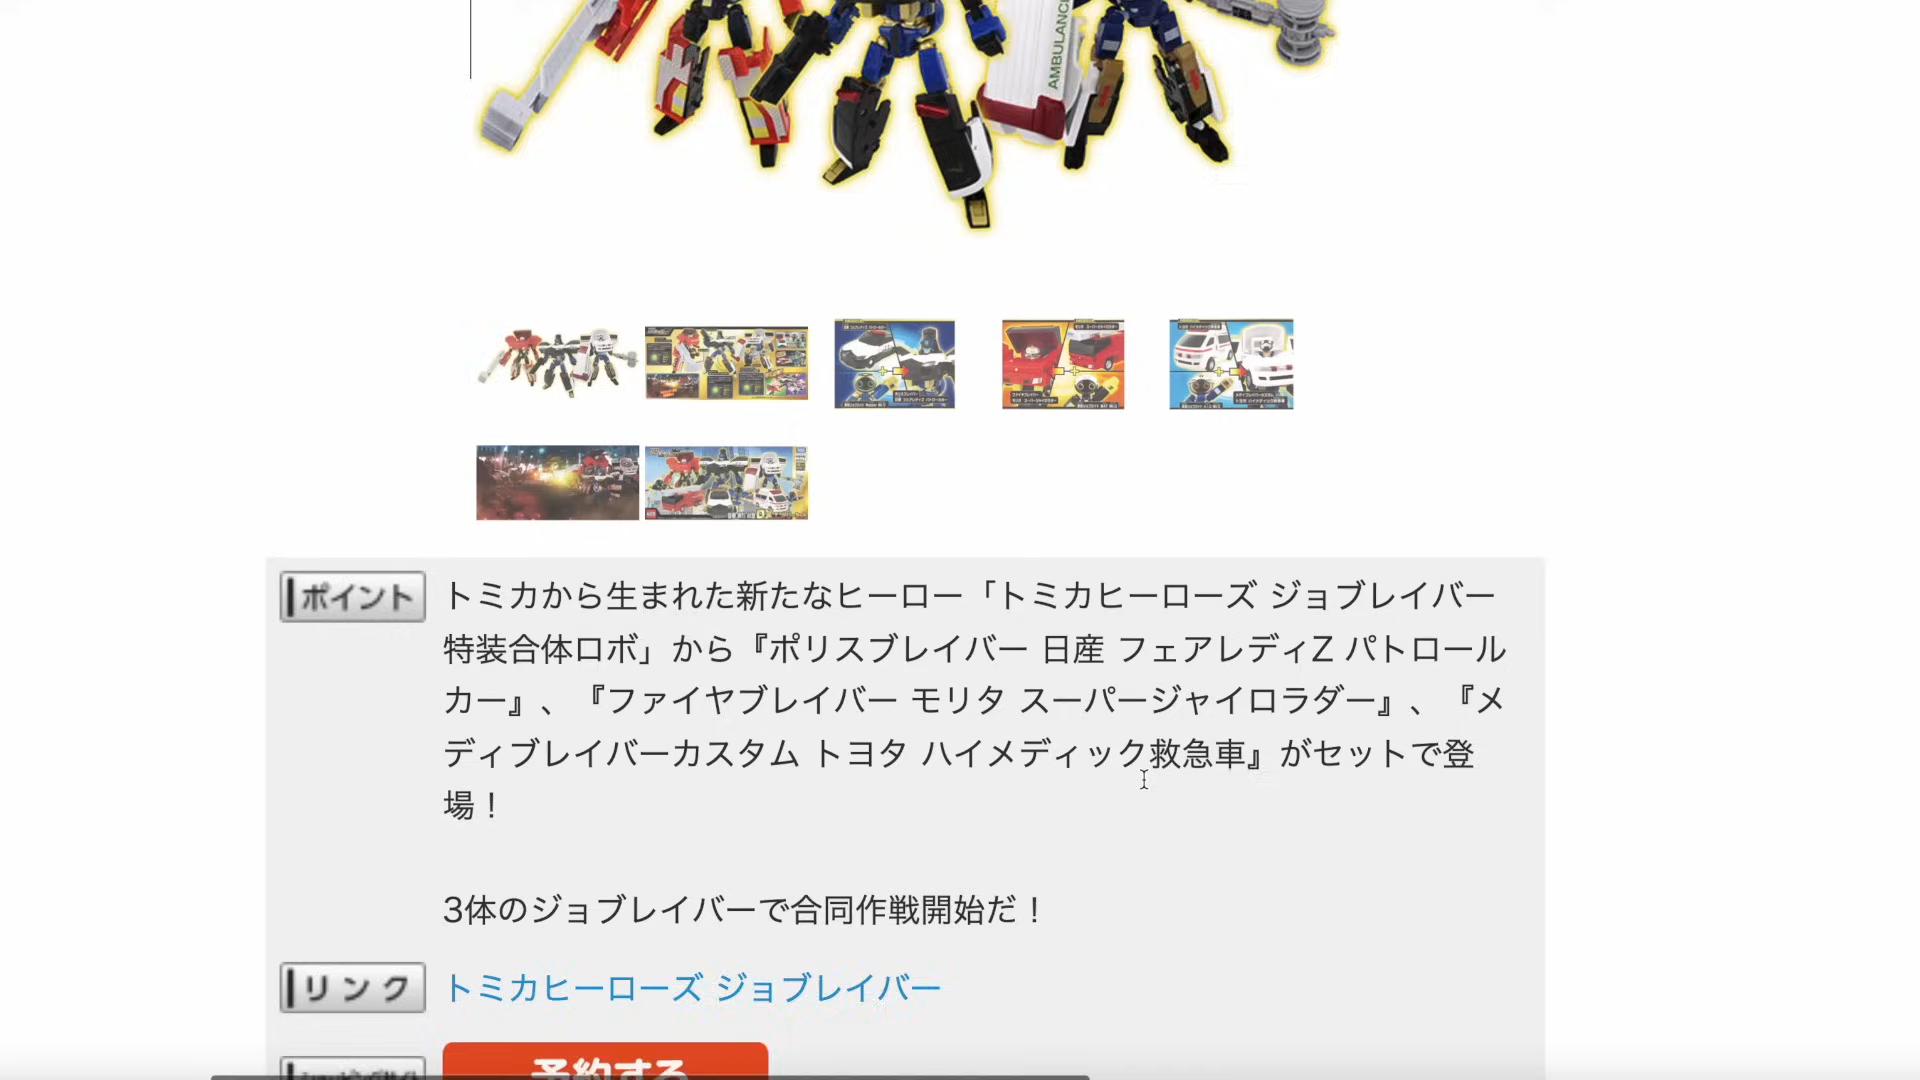 AMBULANCE
ポイント
トミカから生まれた新たなヒーロー「トミカヒーローズ ジョブレイバー
特装合体ロボ」から『ポリスブレイバー 日産 フェアレディZ パトロール
カー』、『ファイヤブレイバー モリタ スーパージャイロラダー』、『メ
ディブレイバーカスタム トヨタ ハイメディック救急車』がセットで登
場！
3体のジョブレイバーで合同作戦開始だ！
リンク
トミカヒーローズ ジョブレイバー
予約する